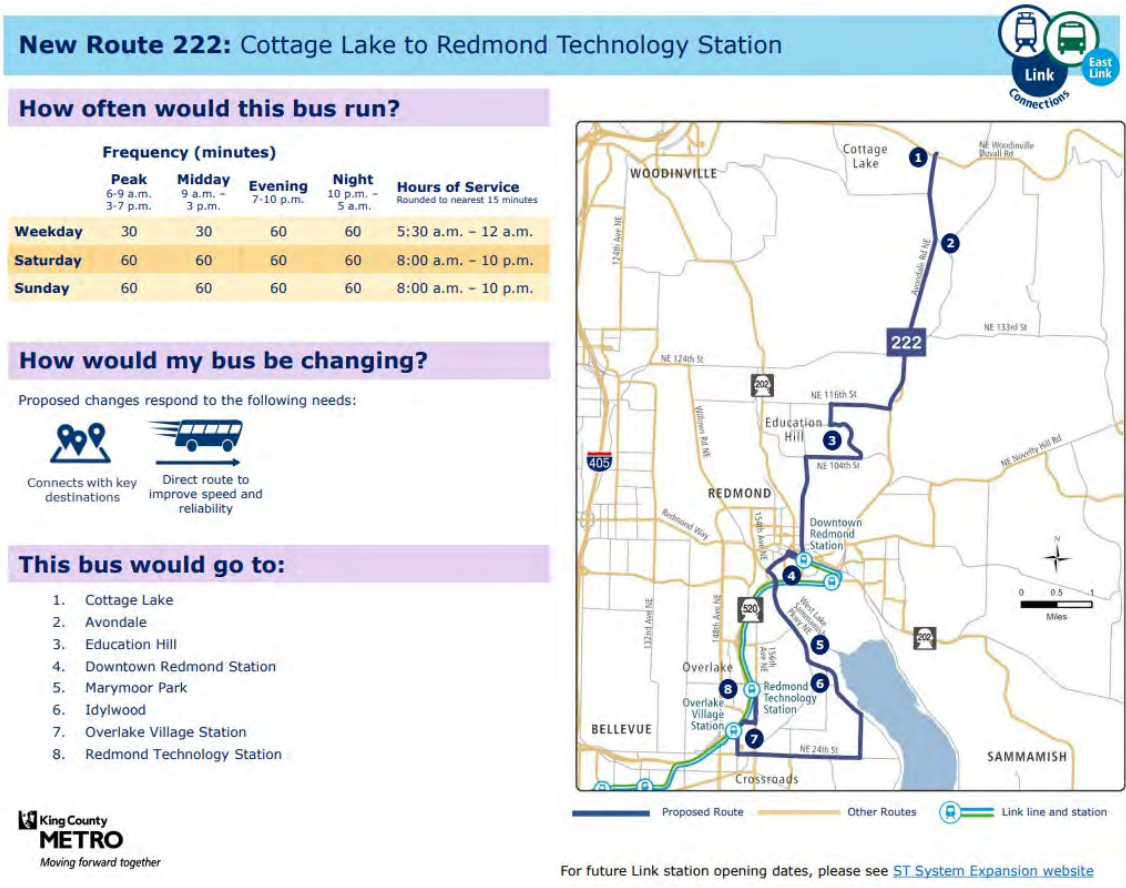 New Route 222: Cottage Lake to Redmond Technology Station
Link
East
Link
Connections
How often would this bus run?
Frequency (minutes)
Peak
6-9 a.m.
3-7 p.m.
Midday
9 a.m. –
3 p.m.
Evening
7-10 p.m.
Night
10 p.m. –
5 a.m.
Hours of Service
Rounded to nearest 15 minutes
Weekday 30 30 60 60 5:30 a.m. – 12 a.m.
Saturday 60 60 60 60 8:00 a.m. – 10 p.m.
Sunday 60 60 60 60 8:00 a.m. – 10 p.m.
How would my bus be changing?
Proposed changes respond to the following needs:
Connects with key
destinations
Direct route to
improve speed and
reliability
This bus would go to:
1. Cottage Lake
2. Avondale
3. Education Hill
4. Downtown Redmond Station
5. Marymoor Park
6. Idylwood
7. Overlake Village Station
8. Redmond Technology Station
King County
METRO
Moving forward together
Cottage
Lake
1
NE Woodinville
Duvall Rd
WOODINVILLE
124th Ave NE
2
Avondale Rd NE
222
NE 133rd St
NE 124th St
202
NE 116th St
Education
Hill
3
Willows Rd NE
405
NE 104th St
NE Novelty Hill Rd
REDMOND
154th Ave NE
Redmond Way
Downtown
Redmond
Station
N
4
0 0.5 1
Miles
520
West Lake
Sammamish
Pkwy NE
132nd Ave NE
148th Ave NE
156th
Ave NE
5
202
Overlake
6
8
Redmond
Technology
Station
Overlake
Village
Station
BELLEVUE
7
NE 24th St
SAMMAMISH
Crossroads
Proposed Route
Other Routes
Link line and station
For future Link station opening dates, please see ST System Expansion website